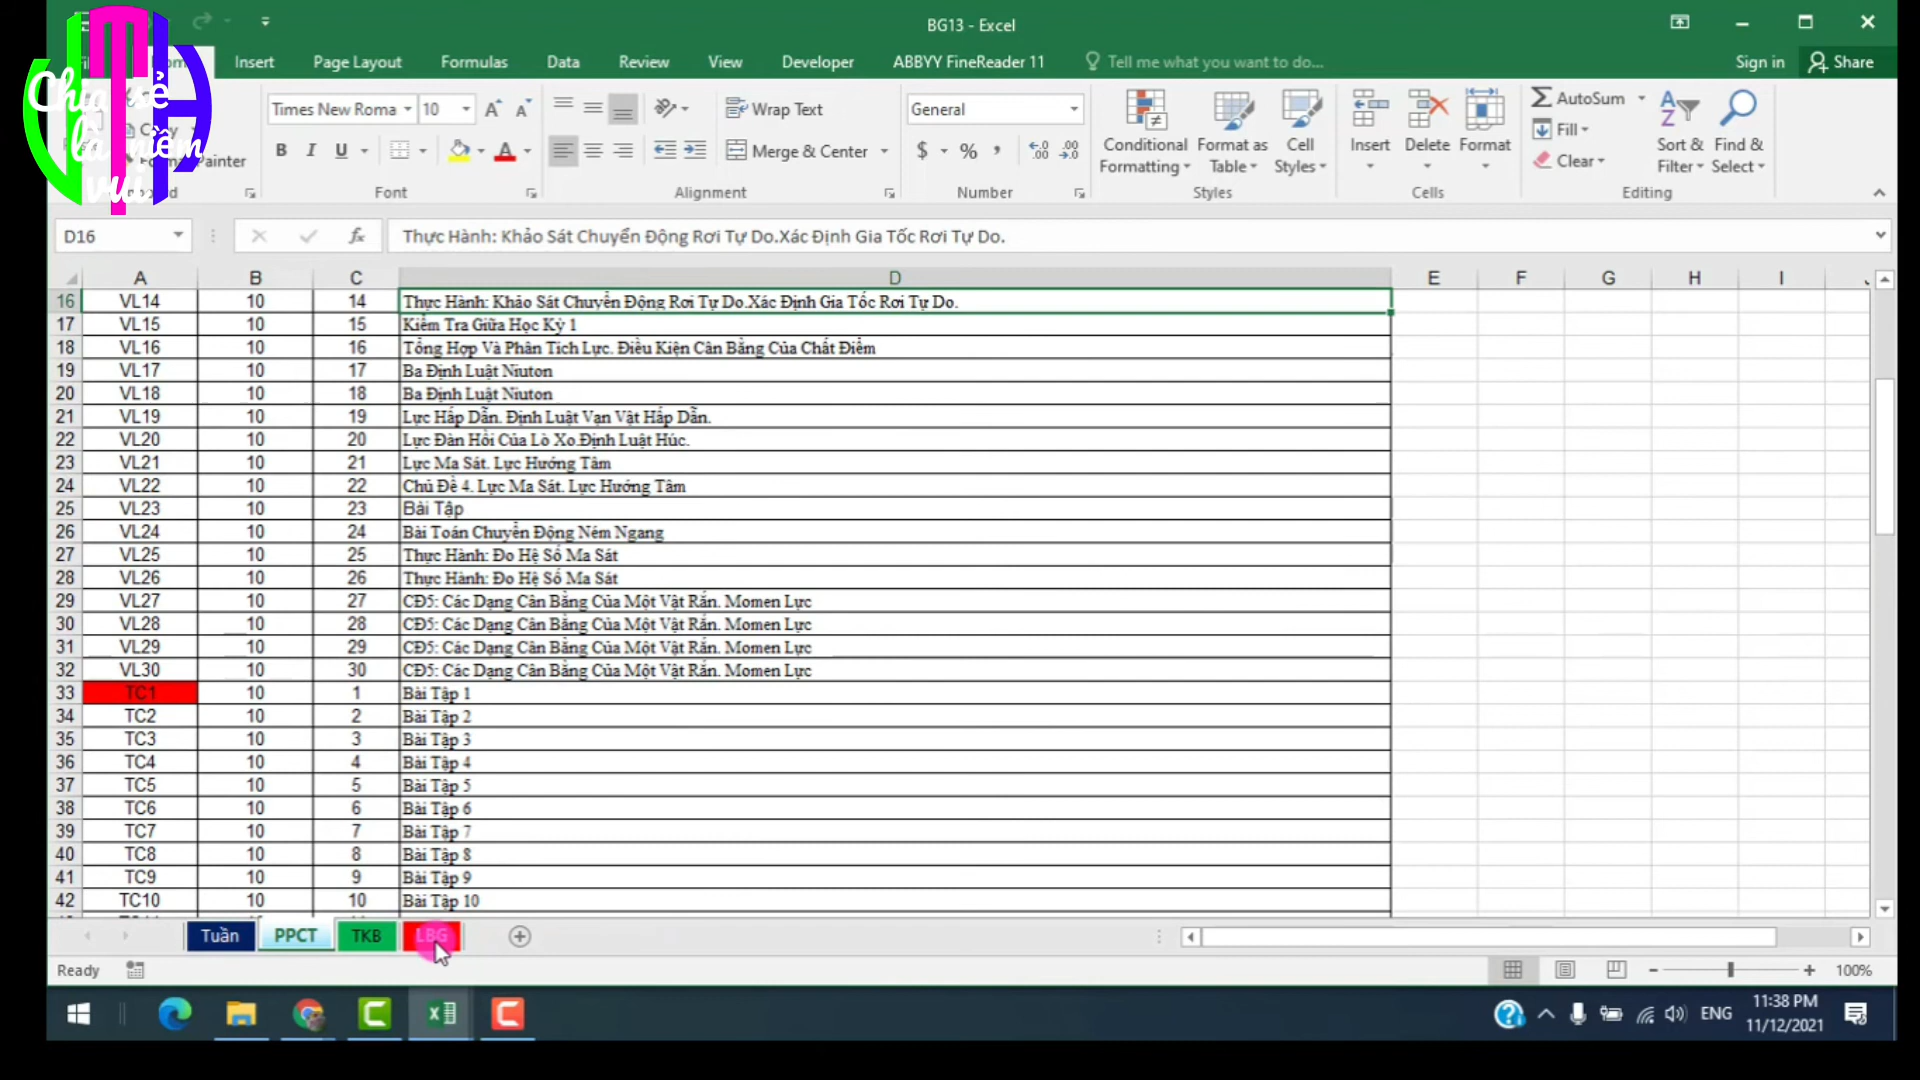 BG13 - Excel
Insert Page Layout Formulas Data Review View Developer ABBYY FineReader 11 Tell me what you want to do... Sign in Share
Chia sẻ
là niềm
vui
Format Painter
Times New Roma 10
B I U
Font
Wrap Text
Merge & Center
Alignment
General
$ %
Number
Conditional Formatting
Format as Table
Cell Styles
Styles
Insert Delete Format
Cells
AutoSum
Fill
Clear
Sort & Filter
Find & Select
Editing
D16 fx Thực Hành: Khảo Sát Chuyển Động Rơi Tự Do.Xác Định Gia Tốc Rơi Tự Do.
A B C D E F G H I
16 VL14 10 14 Thực Hành: Khảo Sát Chuyển Động Rơi Tự Do.Xác Định Gia Tốc Rơi Tự Do.
17 VL15 10 15 Kiểm Tra Giữa Học Kỳ 1
18 VL16 10 16 Tổng Hợp Và Phân Tích Lực. Điều Kiện Cân Bằng Của Chất Điểm
19 VL17 10 17 Ba Định Luật Niuton
20 VL18 10 18 Ba Định Luật Niuton
21 VL19 10 19 Lực Hấp Dẫn. Định Luật Vạn Vật Hấp Dẫn.
22 VL20 10 20 Lực Đàn Hồi Của Lò Xo.Định Luật Húc.
23 VL21 10 21 Lực Ma Sát. Lực Hướng Tâm
24 VL22 10 22 Chủ Đề 4. Lực Ma Sát. Lực Hướng Tâm
25 VL23 10 23 Bài Tập
26 VL24 10 24 Bài Toán Chuyển Động Ném Ngang
27 VL25 10 25 Thực Hành: Đo Hệ Số Ma Sát
28 VL26 10 26 Thực Hành: Đo Hệ Số Ma Sát
29 VL27 10 27 CĐ5: Các Dạng Cân Bằng Của Một Vật Rắn. Momen Lực
30 VL28 10 28 CĐ5: Các Dạng Cân Bằng Của Một Vật Rắn. Momen Lực
31 VL29 10 29 CĐ5: Các Dạng Cân Bằng Của Một Vật Rắn. Momen Lực
32 VL30 10 30 CĐ5: Các Dạng Cân Bằng Của Một Vật Rắn. Momen Lực
33 TC1 10 1 Bài Tập 1
34 TC2 10 2 Bài Tập 2
35 TC3 10 3 Bài Tập 3
36 TC4 10 4 Bài Tập 4
37 TC5 10 5 Bài Tập 5
38 TC6 10 6 Bài Tập 6
39 TC7 10 7 Bài Tập 7
40 TC8 10 8 Bài Tập 8
41 TC9 10 9 Bài Tập 9
42 TC10 10 10 Bài Tập 10
Tuần PPCT TKB LBG
Ready 100%
ENG 11:38 PM
11/12/2021